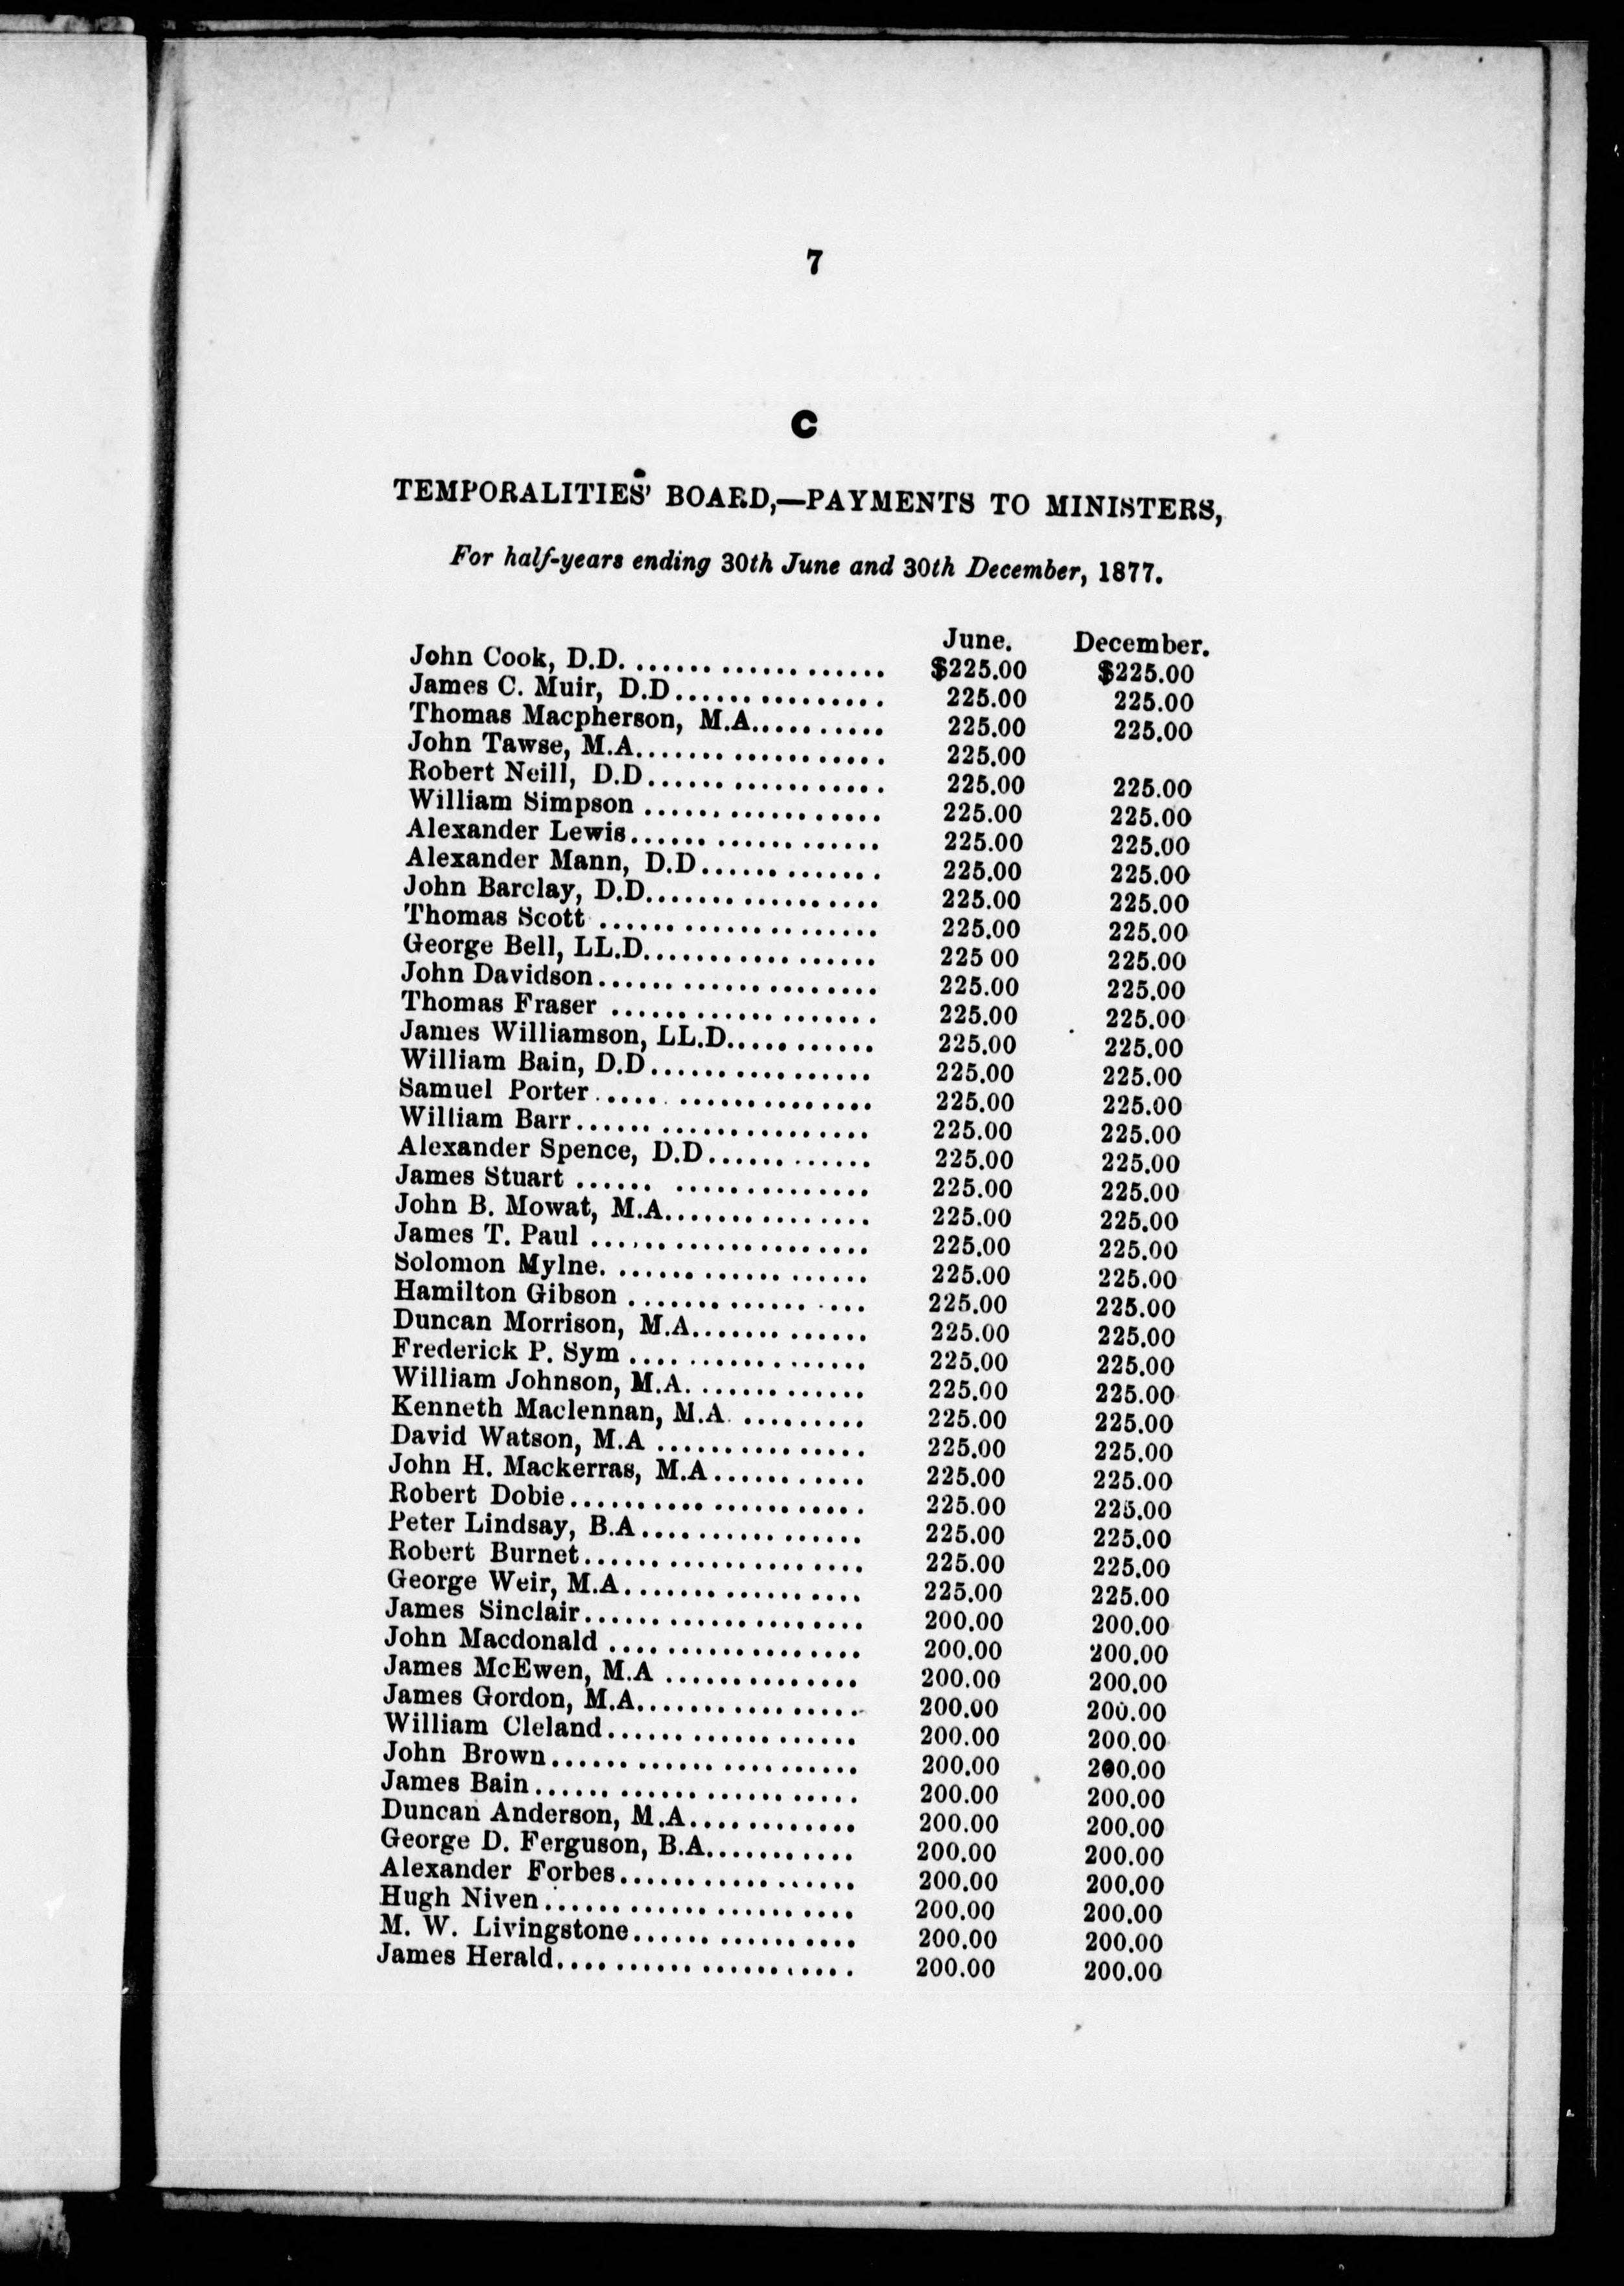 7
C
TEMPORALITIES' BOARD,—PAYMENTS TO MINISTERS,
For half-years ending 30th June and 30th December, 1877.
June. December.
John Cook, D.D. ........................ $225.00 $225.00
James C. Muir, D.D................. 225.00 225.00
Thomas Macpherson, M.A.......... 225.00 225.00
John Tawse, M.A................... 225.00
Robert Neill, D.D.................. 225.00 225.00
William Simpson .................. 225.00 225.00
Alexander Lewis................... 225.00 225.00
Alexander Mann, D.D.............. 225.00 225.00
John Barclay, D.D................. 225.00 225.00
Thomas Scott ..................... 225.00 225.00
George Bell, LL.D................. 225 00 225.00
John Davidson..................... 225.00 225.00
Thomas Fraser .................... 225.00 225.00
James Williamson, LL.D........... 225.00 225.00
William Bain, D.D................. 225.00 225.00
Samuel Porter..................... 225.00 225.00
William Barr...................... 225.00 225.00
Alexander Spence, D.D............ 225.00 225.00
James Stuart ..................... 225.00 225.00
John B. Mowat, M.A............... 225.00 225.00
James T. Paul .................... 225.00 225.00
Solomon Mylne. ................... 225.00 225.00
Hamilton Gibson .................. 225.00 225.00
Duncan Morrison, M.A............. 225.00 225.00
Frederick P. Sym ................. 225.00 225.00
William Johnson, M.A. ............ 225.00 225.00
Kenneth Maclennan, M.A. ......... 225.00 225.00
David Watson, M.A ................ 225.00 225.00
John H. Mackerras, M.A........... 225.00 225.00
Robert Dobie...................... 225.00 225.00
Peter Lindsay, B.A................ 225.00 225.00
Robert Burnet..................... 225.00 225.00
George Weir, M.A.................. 225.00 225.00
James Sinclair.................... 200.00 200.00
John Macdonald ................... 200.00 200.00
James McEwen, M.A ............... 200.00 200.00
James Gordon, M.A................. 200.00 200.00
William Cleland................... 200.00 200.00
John Brown........................ 200.00 200.00
James Bain........................ 200.00 200.00
Duncan Anderson, M.A............. 200.00 200.00
George D. Ferguson, B.A........... 200.00 200.00
Alexander Forbes.................. 200.00 200.00
Hugh Niven........................ 200.00 200.00
M. W. Livingstone................. 200.00 200.00
James Herald...................... 200.00 200.00